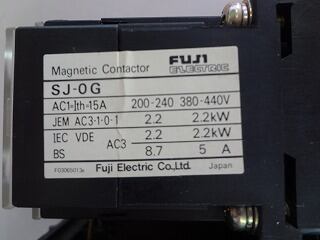 FUJI
Magnetic Contactor ELECTRIC
SJ-0G
AC1=Ith=15A 200-240 380-440V
JEM AC3-1-0-1 2.2 2.2kW
IEC VDE AC3 2.2 2.2kW
BS 8.7 5 A
Fuji Electric Co.,Ltd. Japan